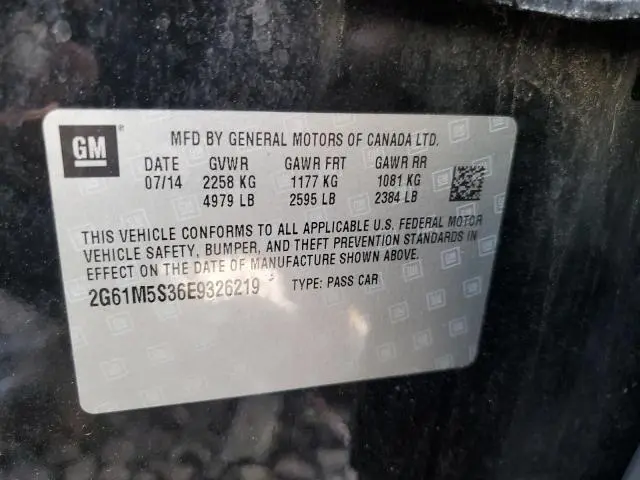 GM
MFD BY GENERAL MOTORS OF CANADA LTD.
DATE GVWR GAWR FRT GAWR RR
07/14 2258 KG 1177 KG 1081 KG
4979 LB 2595 LB 2384 LB
THIS VEHICLE CONFORMS TO ALL APPLICABLE U.S. FEDERAL MOTOR
VEHICLE SAFETY, BUMPER, AND THEFT PREVENTION STANDARDS IN
EFFECT ON THE DATE OF MANUFACTURE SHOWN ABOVE.
2G61M5S36E9326219 TYPE: PASS CAR